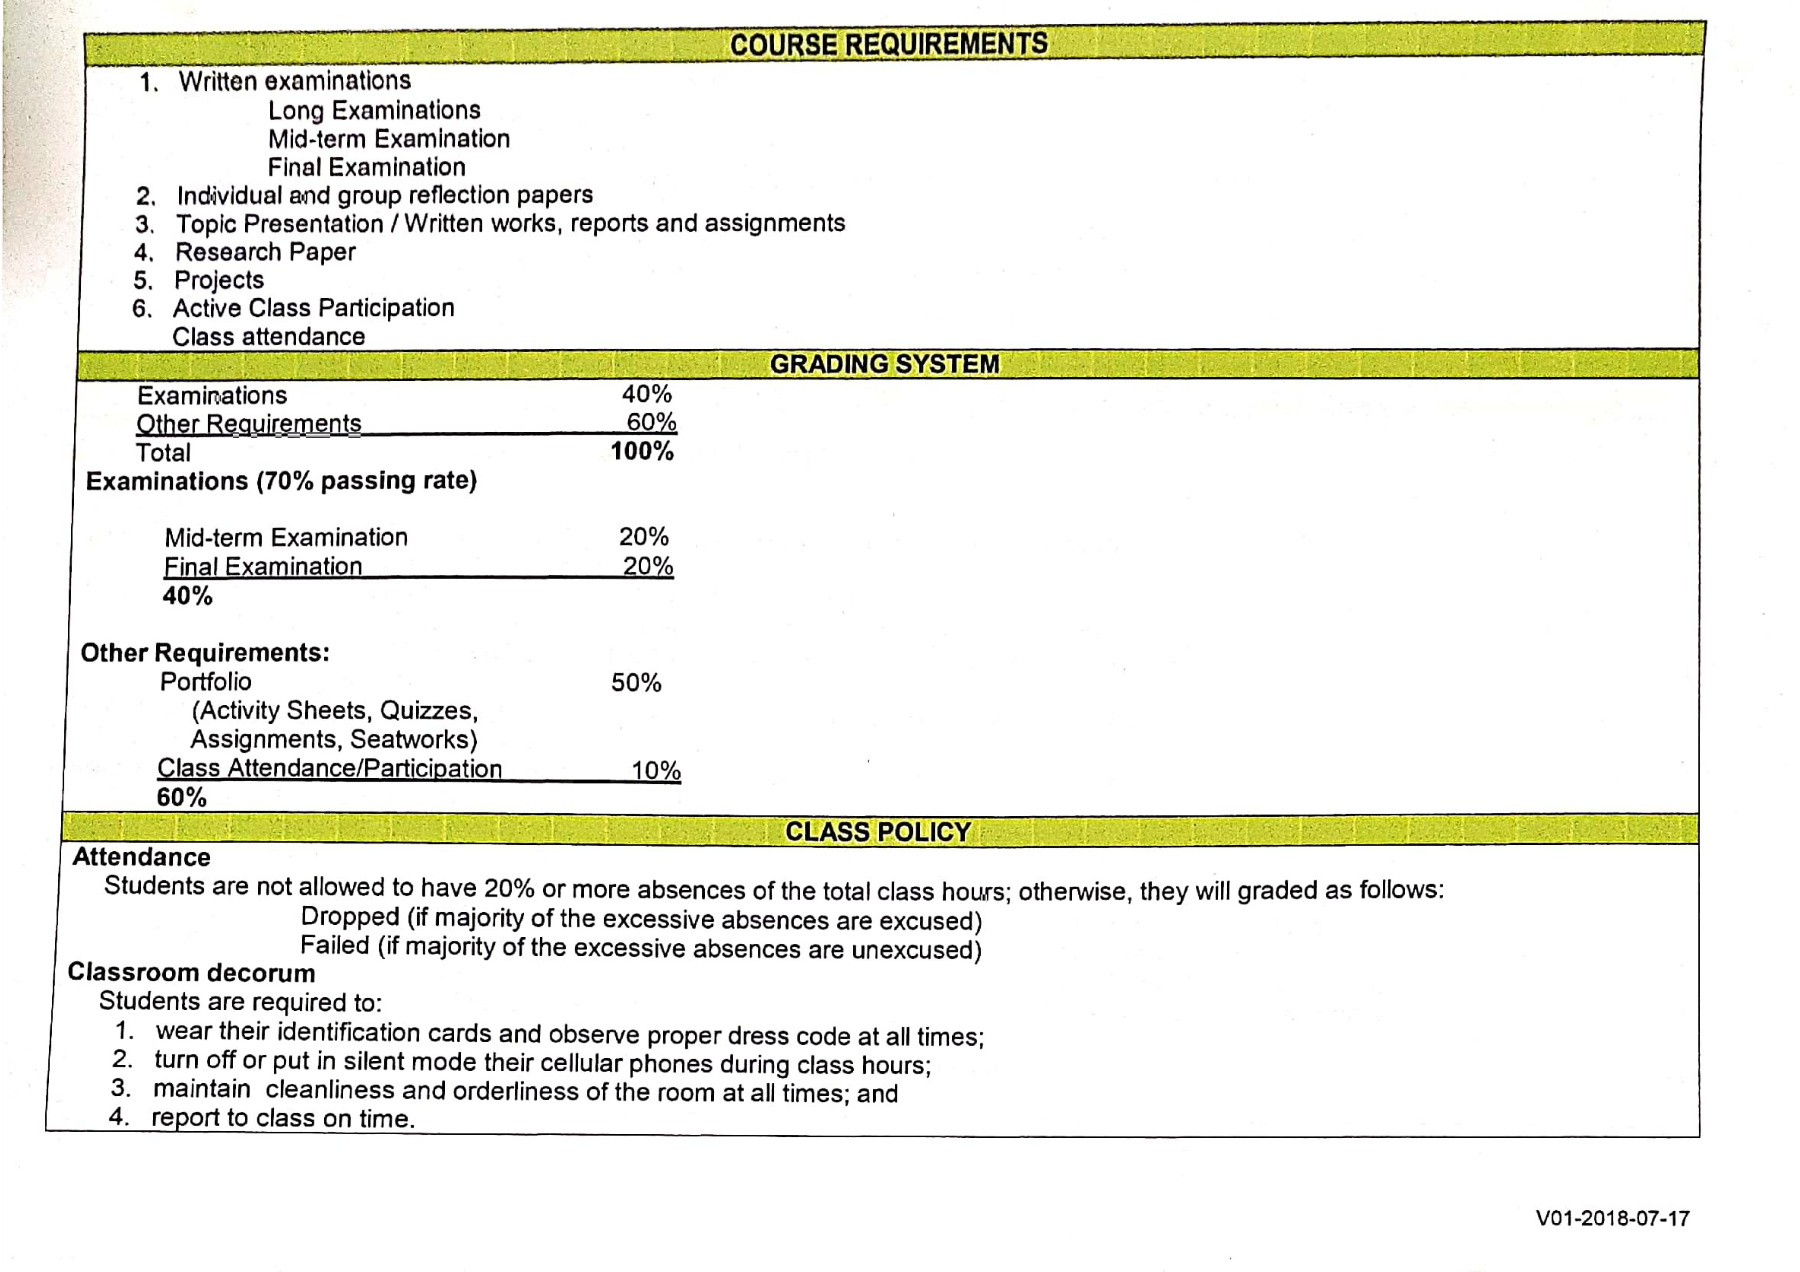 COURSE REQUIREMENTS
1. Written examinations
Long Examinations
Mid-term Examination
Final Examination
2. Individual and group reflection papers
3. Topic Presentation / Written works, reports and assignments
4. Research Paper
5. Projects
6. Active Class Participation
Class attendance
GRADING SYSTEM
Examinations 40%
Other Requirements 60%
Total 100%
Examinations (70% passing rate)
Mid-term Examination 20%
Final Examination 20%
40%
Other Requirements:
Portfolio 50%
(Activity Sheets, Quizzes,
Assignments, Seatworks)
Class Attendance/Participation 10%
60%
CLASS POLICY
Attendance
Students are not allowed to have 20% or more absences of the total class hours; otherwise, they will graded as follows:
Dropped (if majority of the excessive absences are excused)
Failed (if majority of the excessive absences are unexcused)
Classroom decorum
Students are required to:
1. wear their identification cards and observe proper dress code at all times;
2. turn off or put in silent mode their cellular phones during class hours;
3. maintain cleanliness and orderliness of the room at all times; and
4. report to class on time.
V01-2018-07-17